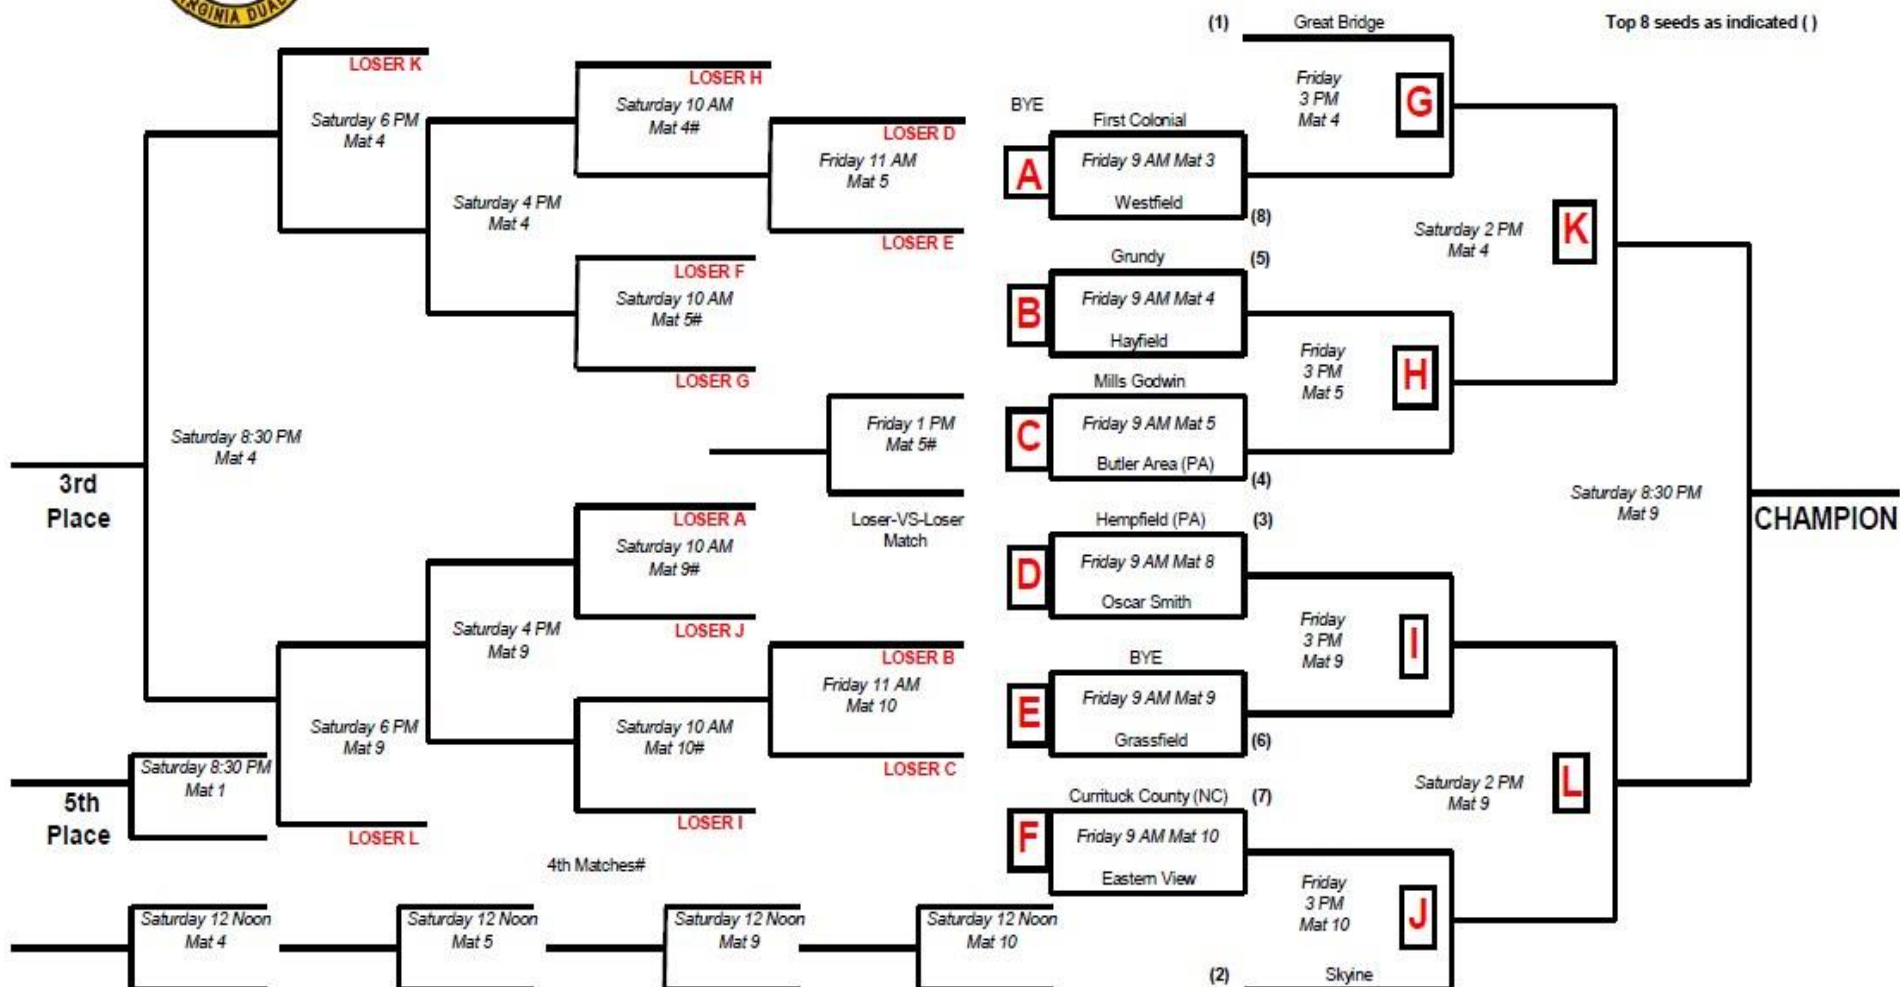 VIRGINIA DUAL
(1)
Great Bridge
Top 8 seeds as indicated ( )
LOSER K
Saturday 6 PM
Mat 4
LOSER H
Saturday 10 AM
Mat 4#
LOSER D
Friday 11 AM
Mat 5
LOSER E
Saturday 4 PM
Mat 4
LOSER F
Saturday 10 AM
Mat 5#
LOSER G
Friday 1 PM
Mat 5#
Loser-VS-Loser
Match
Saturday 8:30 PM
Mat 4
3rd
Place
LOSER A
Saturday 10 AM
Mat 9#
LOSER J
Saturday 4 PM
Mat 9
LOSER B
Friday 11 AM
Mat 10
LOSER C
Saturday 10 AM
Mat 10#
LOSER I
Saturday 6 PM
Mat 9
LOSER L
Saturday 8:30 PM
Mat 1
5th
Place
4th Matches#
Saturday 12 Noon
Mat 4
Saturday 12 Noon
Mat 5
Saturday 12 Noon
Mat 9
Saturday 12 Noon
Mat 10
BYE
First Colonial
A
Friday 9 AM Mat 3
Westfield
(8)
Grundy
(5)
B
Friday 9 AM Mat 4
Hayfield
Mills Godwin
C
Friday 9 AM Mat 5
Butler Area (PA)
(4)
Hempfield (PA)
(3)
D
Friday 9 AM Mat 8
Oscar Smith
BYE
E
Friday 9 AM Mat 9
Grassfield
(6)
Currituck County (NC)
(7)
F
Friday 9 AM Mat 10
Eastern View
Friday
3 PM
Mat 4
G
Friday
3 PM
Mat 5
H
Friday
3 PM
Mat 9
I
Friday
3 PM
Mat 10
J
(2)
Skyine
Saturday 2 PM
Mat 4
K
Saturday 2 PM
Mat 9
L
Saturday 8:30 PM
Mat 9
CHAMPION